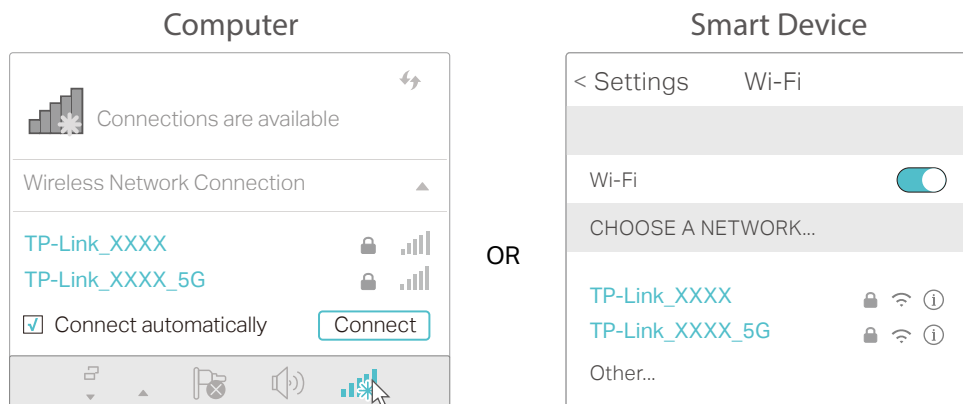 Computer
Connections are available
Wireless Network Connection
TP-Link_XXXX
TP-Link_XXXX_5G
Connect automatically
Connect
OR
Smart Device
< Settings Wi-Fi
Wi-Fi
CHOOSE A NETWORK...
TP-Link_XXXX
TP-Link_XXXX_5G
Other...